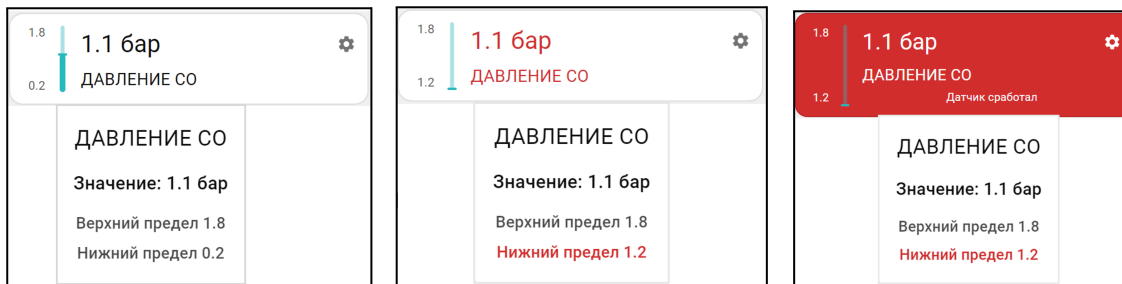 1.8
1.1 бар
0.2
ДАВЛЕНИЕ СО
ДАВЛЕНИЕ СО
Значение: 1.1 бар
Верхний предел 1.8
Нижний предел 0.2
1.8
1.1 бар
1.2
ДАВЛЕНИЕ СО
ДАВЛЕНИЕ СО
Значение: 1.1 бар
Верхний предел 1.8
Нижний предел 1.2
1.8
1.1 бар
ДАВЛЕНИЕ СО
1.2
Датчик сработал
ДАВЛЕНИЕ СО
Значение: 1.1 бар
Верхний предел 1.8
Нижний предел 1.2